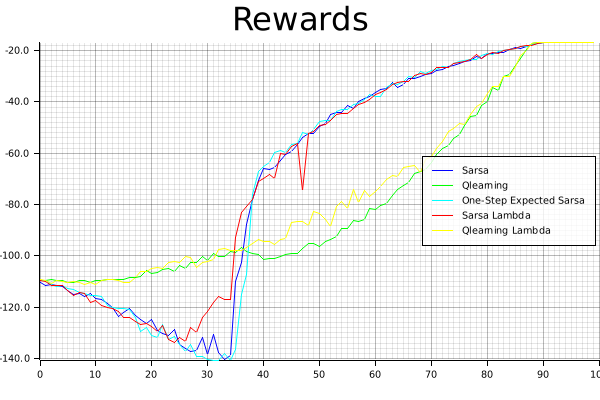 Rewards
-20.0
-40.0
-60.0
-80.0
-100.0
-120.0
-140.0
0 10 20 30 40 50 60 70 80 90
Sarsa
Qlearning
One-Step Expected Sarsa
Sarsa Lambda
Qlearning Lambda